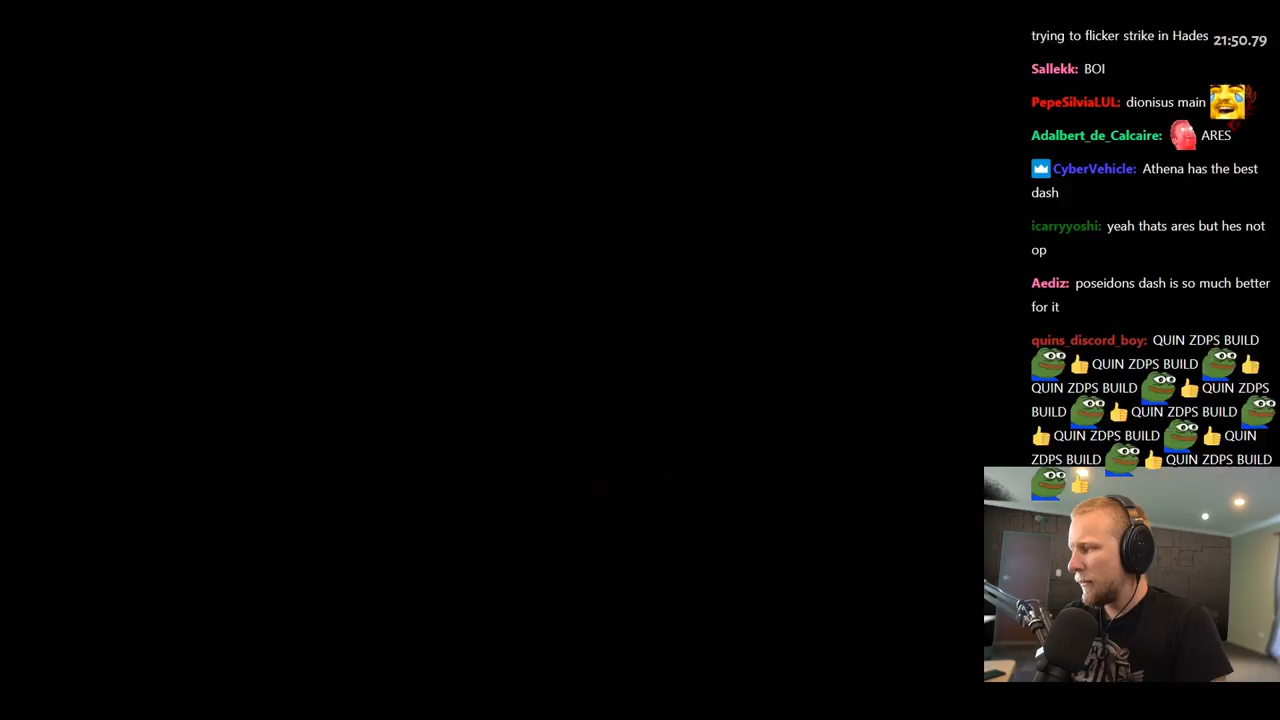 trying to flicker strike in Hades 21:50.79
Sallekk: BOI
PepeSilviaLUL: dionisus main
Adalbert_de_Calcaire: ARES
CyberVehicle: Athena has the best
dash
icarryyoshi: yeah thats ares but hes not
op
Aediz: poseidons dash is so much better
for it
quins_discord_boy: QUIN ZDPS BUILD
QUIN ZDPS BUILD
QUIN ZDPS BUILD QUIN ZDPS
BUILD QUIN ZDPS BUILD
QUIN ZDPS BUILD QUIN
ZDPS BUILD QUIN ZDPS BUILD